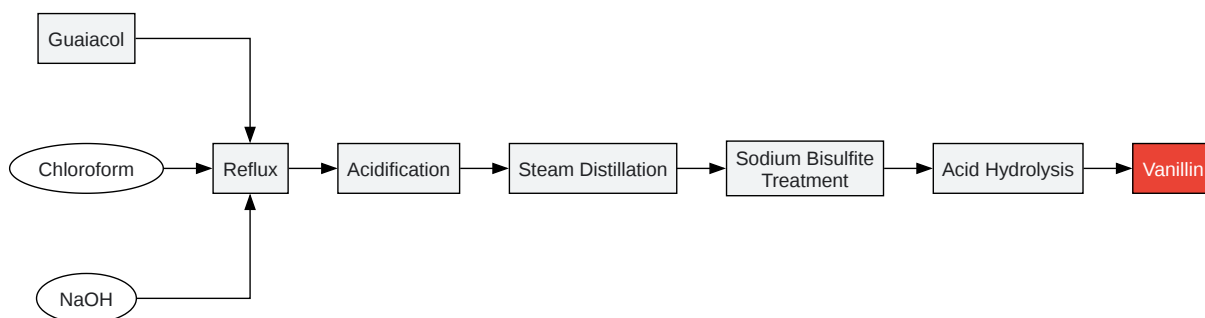 Guaiacol
Chloroform
NaOH
Reflux
Acidification
Steam Distillation
Sodium Bisulfite
Treatment
Acid Hydrolysis
Vanillin